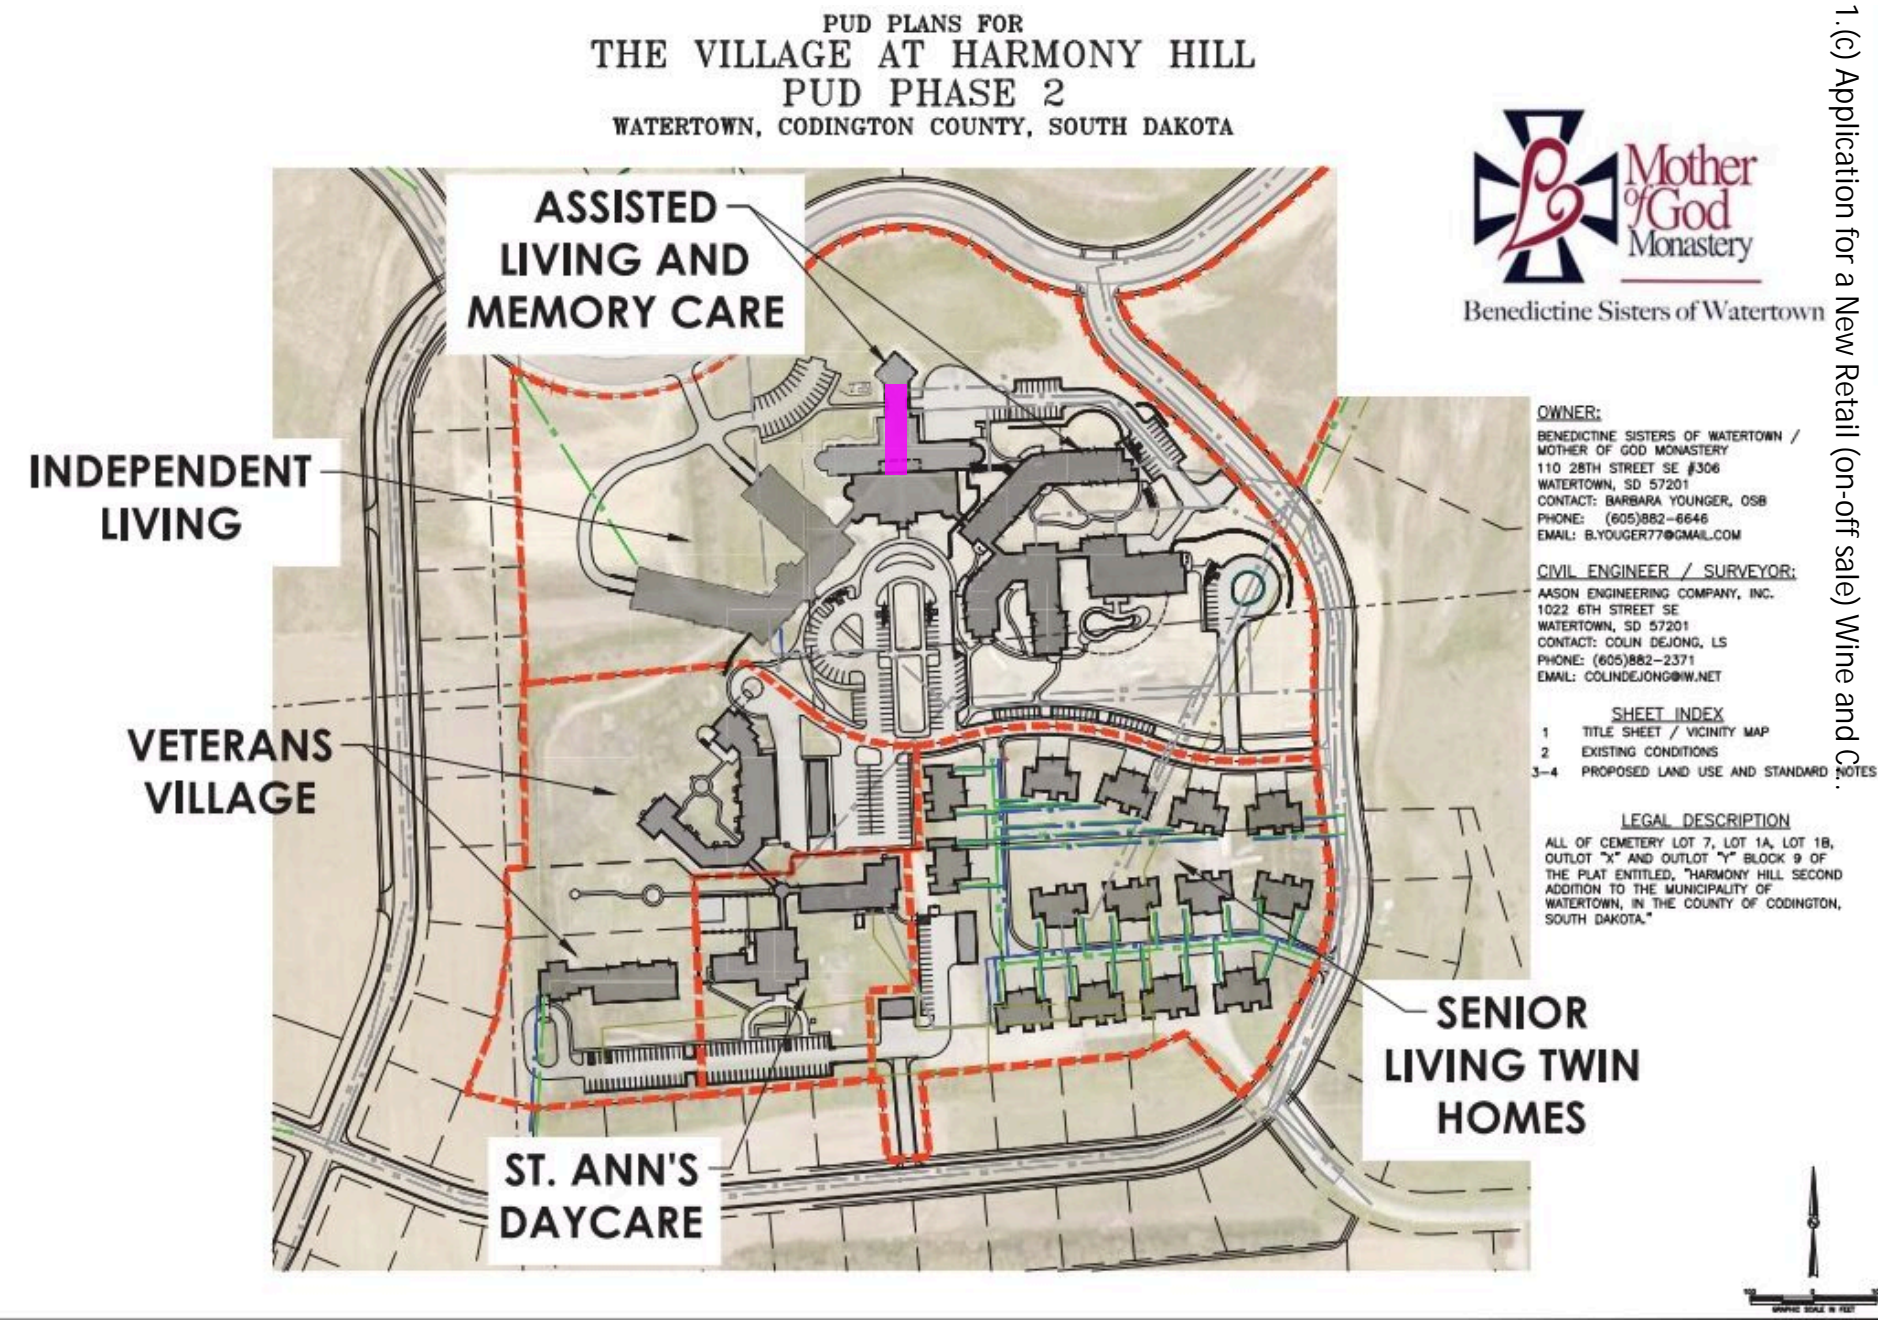 PUD PLANS FOR
THE VILLAGE AT HARMONY HILL
PUD PHASE 2
WATERTOWN, CODINGTON COUNTY, SOUTH DAKOTA
1.(c) Application for a New Retail (on-off sale) Wine and C...
Mother
of God
Monastery
Benedictine Sisters of Watertown
ASSISTED
LIVING AND
MEMORY CARE
INDEPENDENT
LIVING
VETERANS
VILLAGE
ST. ANN'S
DAYCARE
SENIOR
LIVING TWIN
HOMES
OWNER:
BENEDICTINE SISTERS OF WATERTOWN /
MOTHER OF GOD MONASTERY
110 28TH STREET SE #306
WATERTOWN, SD 57201
CONTACT: BARBARA YOUNGER, OSB
PHONE: (605)882-6646
EMAIL: B.YOUGER77@GMAIL.COM
CIVIL ENGINEER / SURVEYOR:
AASON ENGINEERING COMPANY, INC.
1022 6TH STREET SE
WATERTOWN, SD 57201
CONTACT: COLIN DEJONG, LS
PHONE: (605)882-2371
EMAIL: COLINDEJONG@IW.NET
SHEET INDEX
1 TITLE SHEET / VICINITY MAP
2 EXISTING CONDITIONS
3-4 PROPOSED LAND USE AND STANDARD NOTES
LEGAL DESCRIPTION
ALL OF CEMETERY LOT 7, LOT 1A, LOT 1B,
OUTLOT "X" AND OUTLOT "Y" BLOCK 9 OF
THE PLAT ENTITLED, "HARMONY HILL SECOND
ADDITION TO THE MUNICIPALITY OF
WATERTOWN, IN THE COUNTY OF CODINGTON,
SOUTH DAKOTA."
GRAPHIC SCALE IN FEET